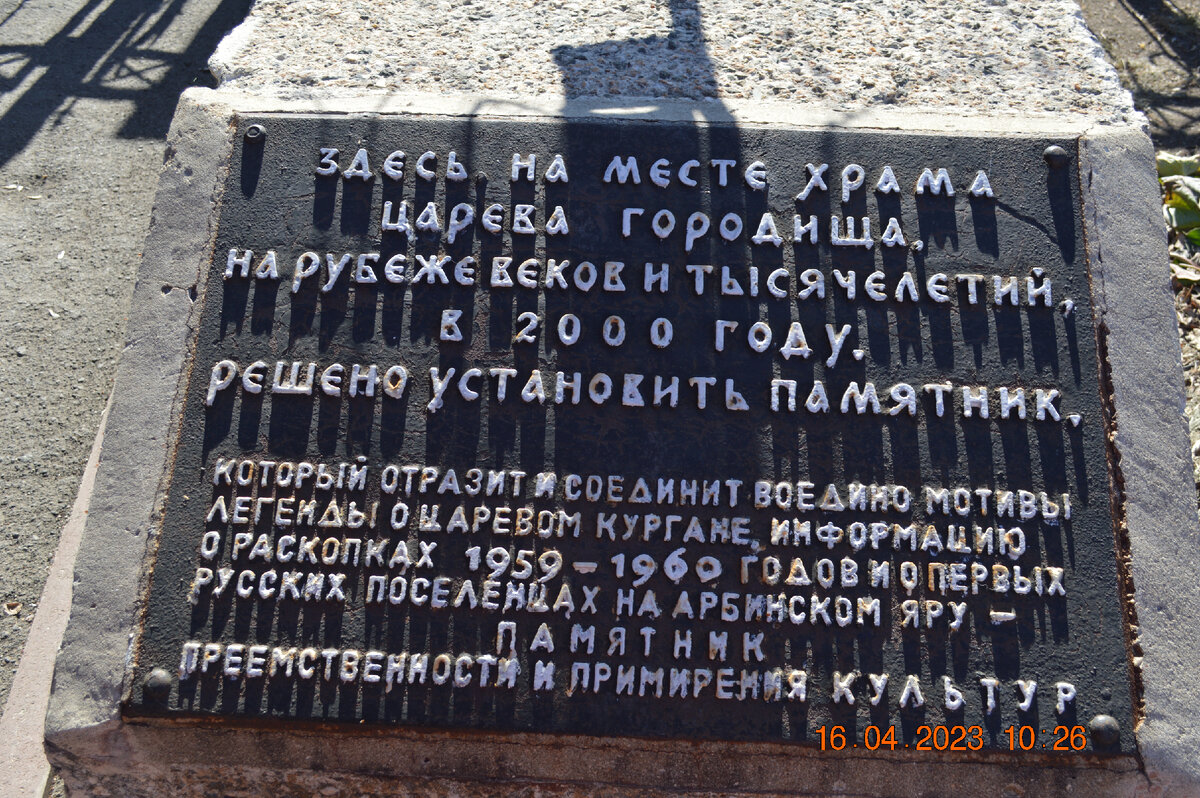 ЗДЕСЬ, НА МЕСТЕ ХРАМА
ЦАРЕВА ГОРОДИЩА,
НА РУБЕЖЕ ВЕКОВ И ТЫСЯЧЕЛЕТИЙ,
В 2000 ГОДУ.
РЕШЕНО УСТАНОВИТЬ ПАМЯТНИК,
КОТОРЫЙ ОТРАЗИТ И СОЕДИНИТ ВОЕДИНО МОТИВЫ
ЛЕГЕНДЫ О ЦАРЕВОМ КУРГАНЕ, ИНФОРМАЦИЮ
О РАСКОПКАХ 1959-1960 ГОДОВ И О ПЕРВЫХ
РУССКИХ ПОСЕЛЕНЦАХ НА АРБИНСКОМ ЯРУ -
ПАМЯТНИК
ПРЕЕМСТВЕННОСТИ И ПРИМИРЕНИЯ КУЛЬТУР
16.04.2023 10:26